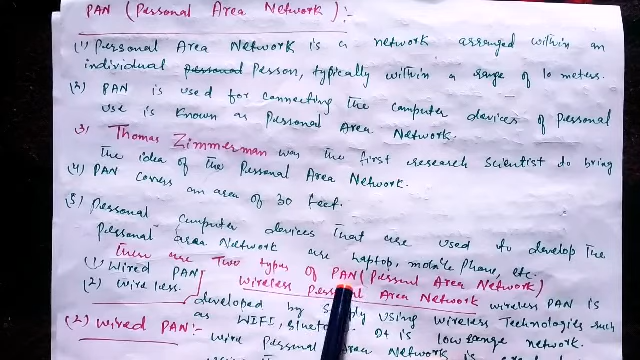 PAN (Personal Area Network) :-
(1) Personal Area Network is a network arranged within an
individual personal Person, typically within a range of 10 meters.
(2) PAN is used for connecting the computer devices of personal
use is known as Personal Area Network.
3) Thomas Zimmerman was the first research scientist to bring
the idea of the Personal Area Network.
(4) PAN covers an area of 30 feet.
(5) Personal computer devices that are used to develop the
personal area Network are laptop, mobile phone, etc.
There are Two types of PAN (Personal Area Network)
(1) Wired PAN
(2) wireless.
Wireless Personal Area Network wireless PAN is
developed by simply using wireless Technologies such
as WIFI, Bluetooth It is low range network.
(2) Wired PAN:-
wire Personal Area Network is